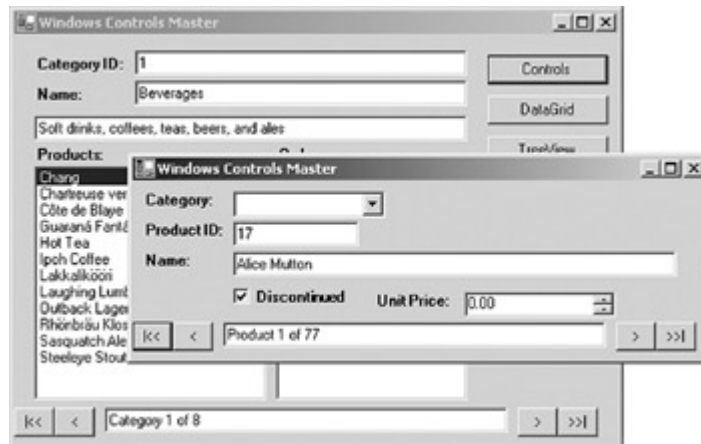 Windows Controls Master
Category ID: 1
Controls
Name: Beverages
DataGrid
Soft drinks, coffees, teas, beers, and ales
TreeView
Products:
Chang
Chartreuse ver
Côte de Blaye
Guaraná Fantá
Hot Tea
Ipoh Coffee
Lakkalikööri
Laughing Lumb
Outback Lager
Rhönbräu Klos
Sasquatch Ale
Steeleye Stout
|<< < Category 1 of 8 > >>|
Windows Controls Master
Category:
Product ID: 17
Name: Alice Mutton
Discontinued Unit Price: 0.00
|<< < Product 1 of 77 > >>|